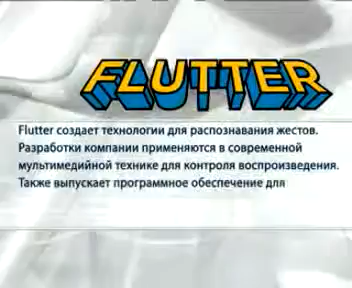 FLUTTER
Flutter создает технологии для распознавания жестов.
Разработки компании применяются в современной
мультимедийной технике для контроля воспроизведения.
Также выпускает программное обеспечение для